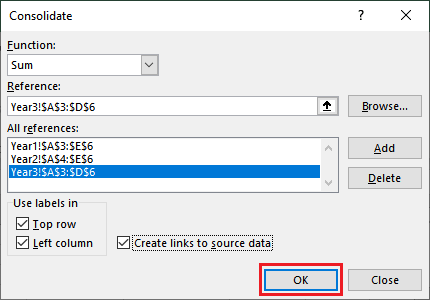 Consolidate
?
Function:
Sum
Reference:
Year3!$A$3:$D$6
Browse...
All references:
Year1!$A$3:$E$6
Year2!$A$4:$E$6
Year3!$A$3:$D$6
Add
Delete
Use labels in
Top row
Left column
Create links to source data
OK
Close